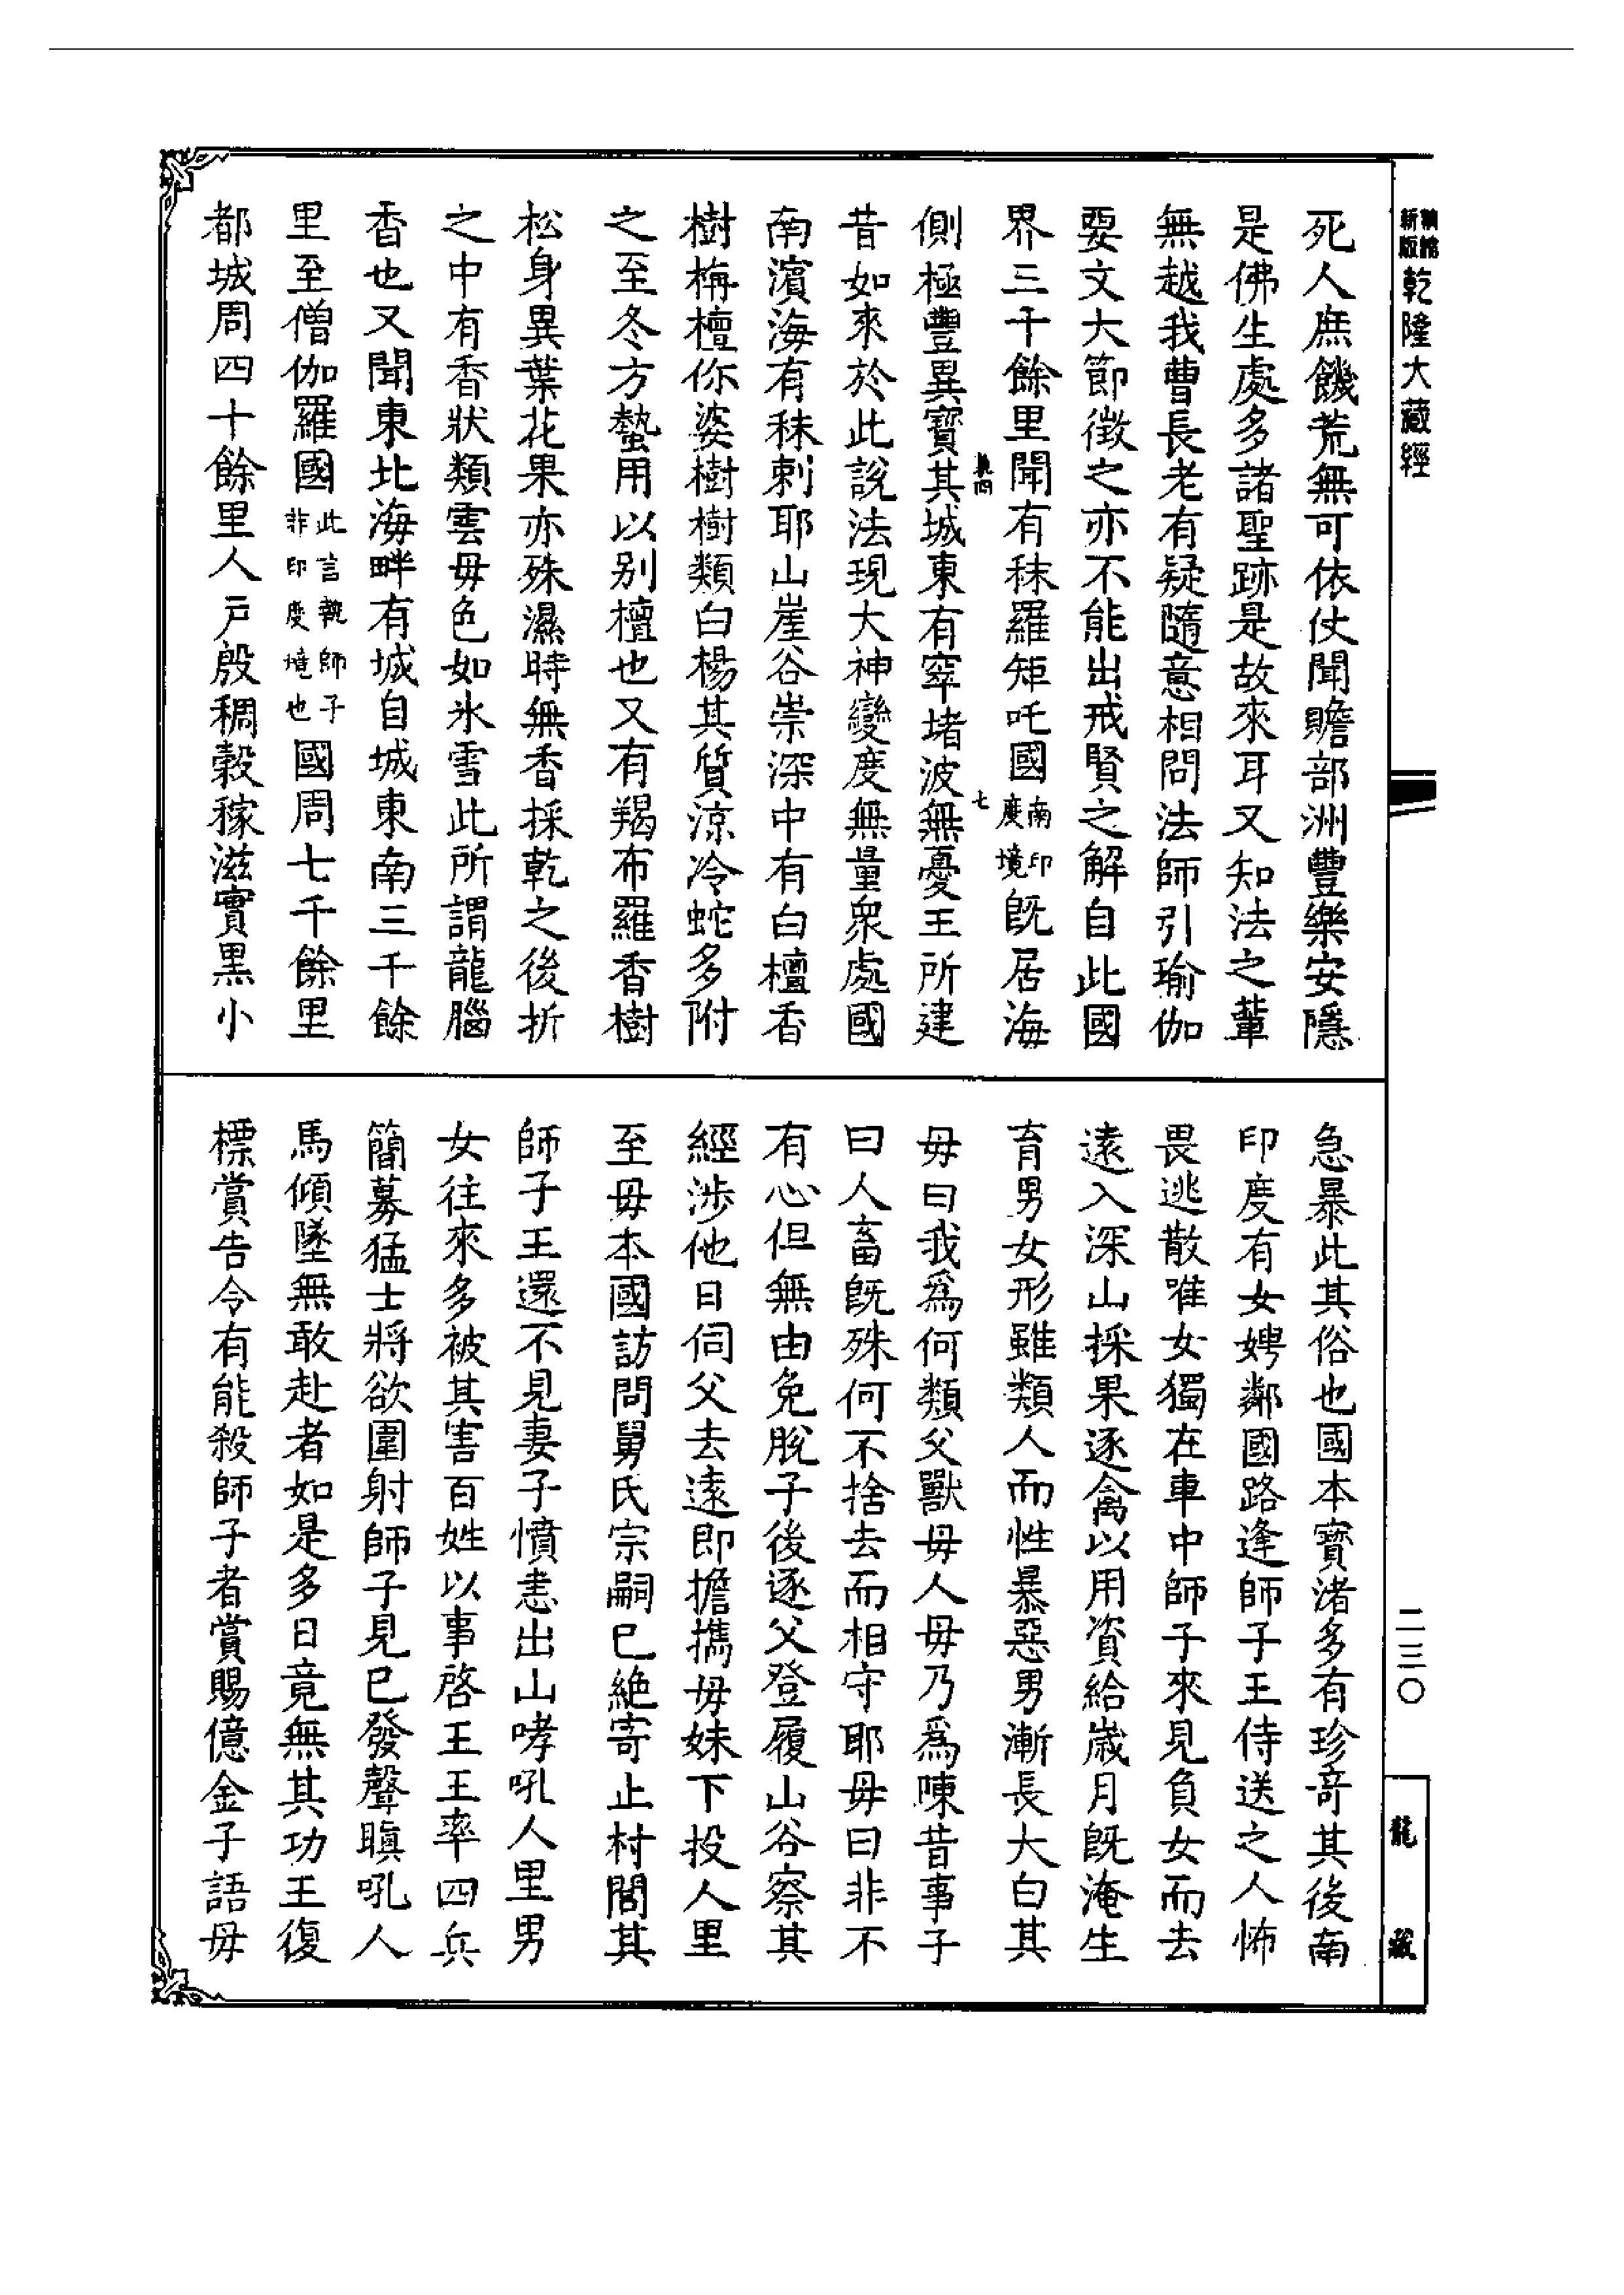 新版
乾隆大藏經
死人庶饑荒無可依仗聞贍部洲豐樂安隱
是佛生處多諸聖跡是故來耳又知法之輩
無越我曹長老有疑隨意相問法師引瑜伽
要文大節徵之亦不能出戒賢之解自此國
界三千餘里聞有秣羅矩吒國南印度境既居海
側極豐異寶其城東有窣堵波無憂王所建
昔如來於此說法現大神變度無量衆處國
南濱海有秣剌耶山崖谷崇深中有白檀香
樹栴檀你婆樹樹類白楊其質涼冷蛇多附
之至冬方蟄用以別檀也又有羯布羅香樹
松身異葉花果亦殊濕時無香採乾之後折
之中有香狀類雲母色如氷雪此所謂龍腦
香也又聞東北海畔有城自城東南三千餘
里至僧伽羅國此言執師子非印度境也國周七千餘里
都城周四十餘里人戶殷稠穀稼滋實黑小
急暴此其俗也國本寶渚多有珍奇其後南
印度有女娉鄰國路逢師子王侍送之人怖
畏逃散唯女獨在車中師子來見負女而去
遠入深山採果逐禽以用資給歲月既淹生
育男女形雖類人而性暴惡男漸長大白其
母曰我爲何類父獸母人母乃爲陳昔事子
曰人畜既殊何不捨去而相守耶母曰非不
有心但無由免脫子後逐父登履山谷察其
經涉他日伺父去遠即擔攜母妹下投人里
至母本國訪問舅氏宗嗣已絶寄止村閭其
師子王還不見妻子憤恚出山哮吼人里男
女往來多被其害百姓以事啓王王率四兵
簡募猛士將欲圍射師子見已發聲瞋吼人
馬傾墜無敢赴者如是多日竟無其功王復
標賞告令有能殺師子者賞賜億金子語母
七
二三〇
龍藏